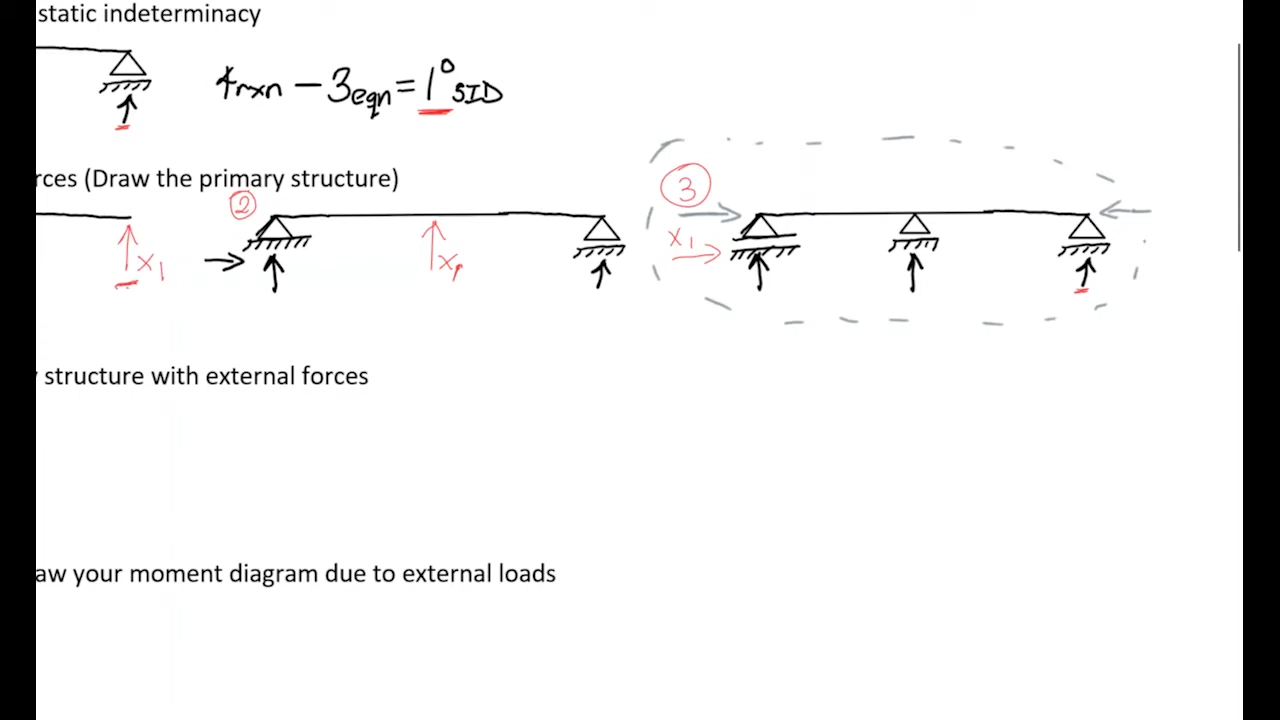 static indeterminacy
4rxn - 3eqn = 1° SID
rces (Draw the primary structure)
2
3
x1
x1
x1
structure with external forces
aw your moment diagram due to external loads